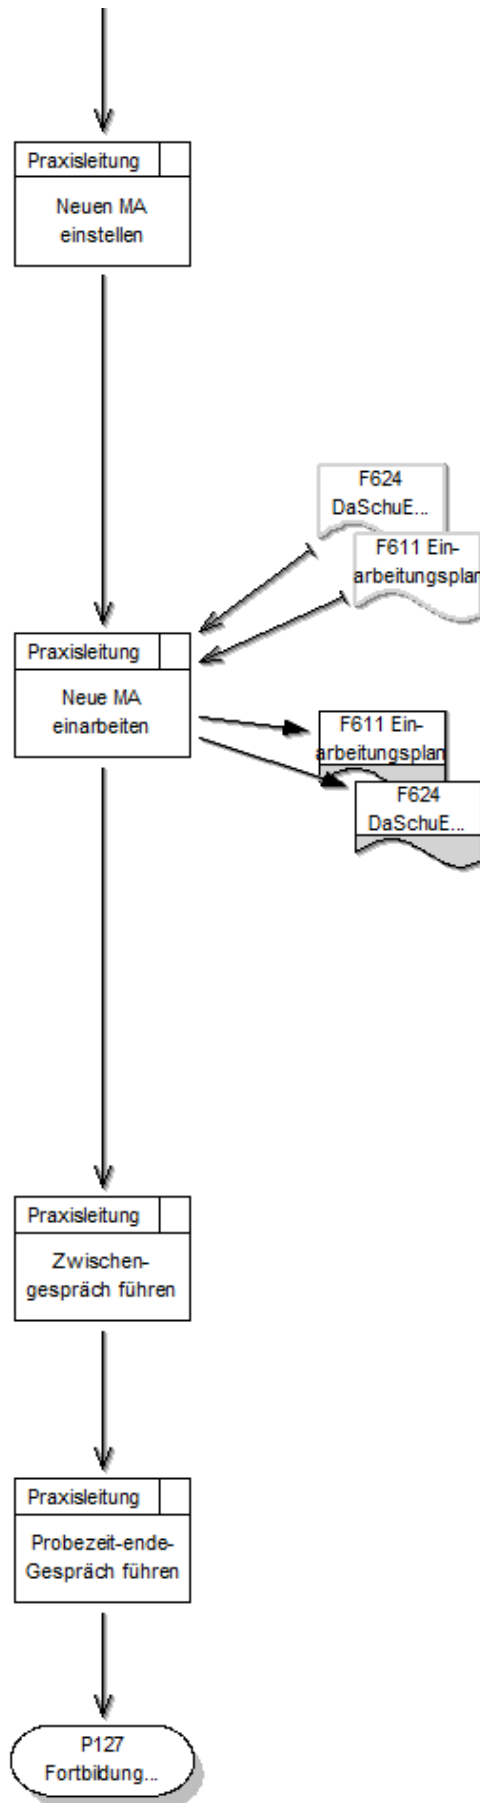 Praxisleitung
Neuen MA
einstellen
F624
DaSchuE...
F611 Ein-
arbeitungsplan
Praxisleitung
Neue MA
einarbeiten
F611 Ein-
arbeitungsplan
F624
DaSchuE...
Praxisleitung
Zwischen-
gespräch führen
Praxisleitung
Probezeit-ende-
Gespräch führen
P127
Fortbildung...